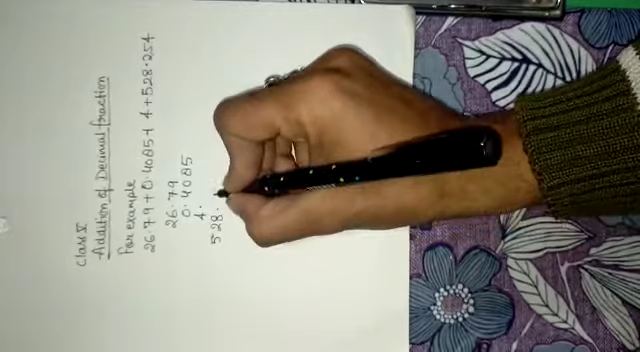 Class V
Addition of Decimal fraction
For example
26.79 + 0.4085 + 4 + 528.254
26.79
0.4085
4.
528.